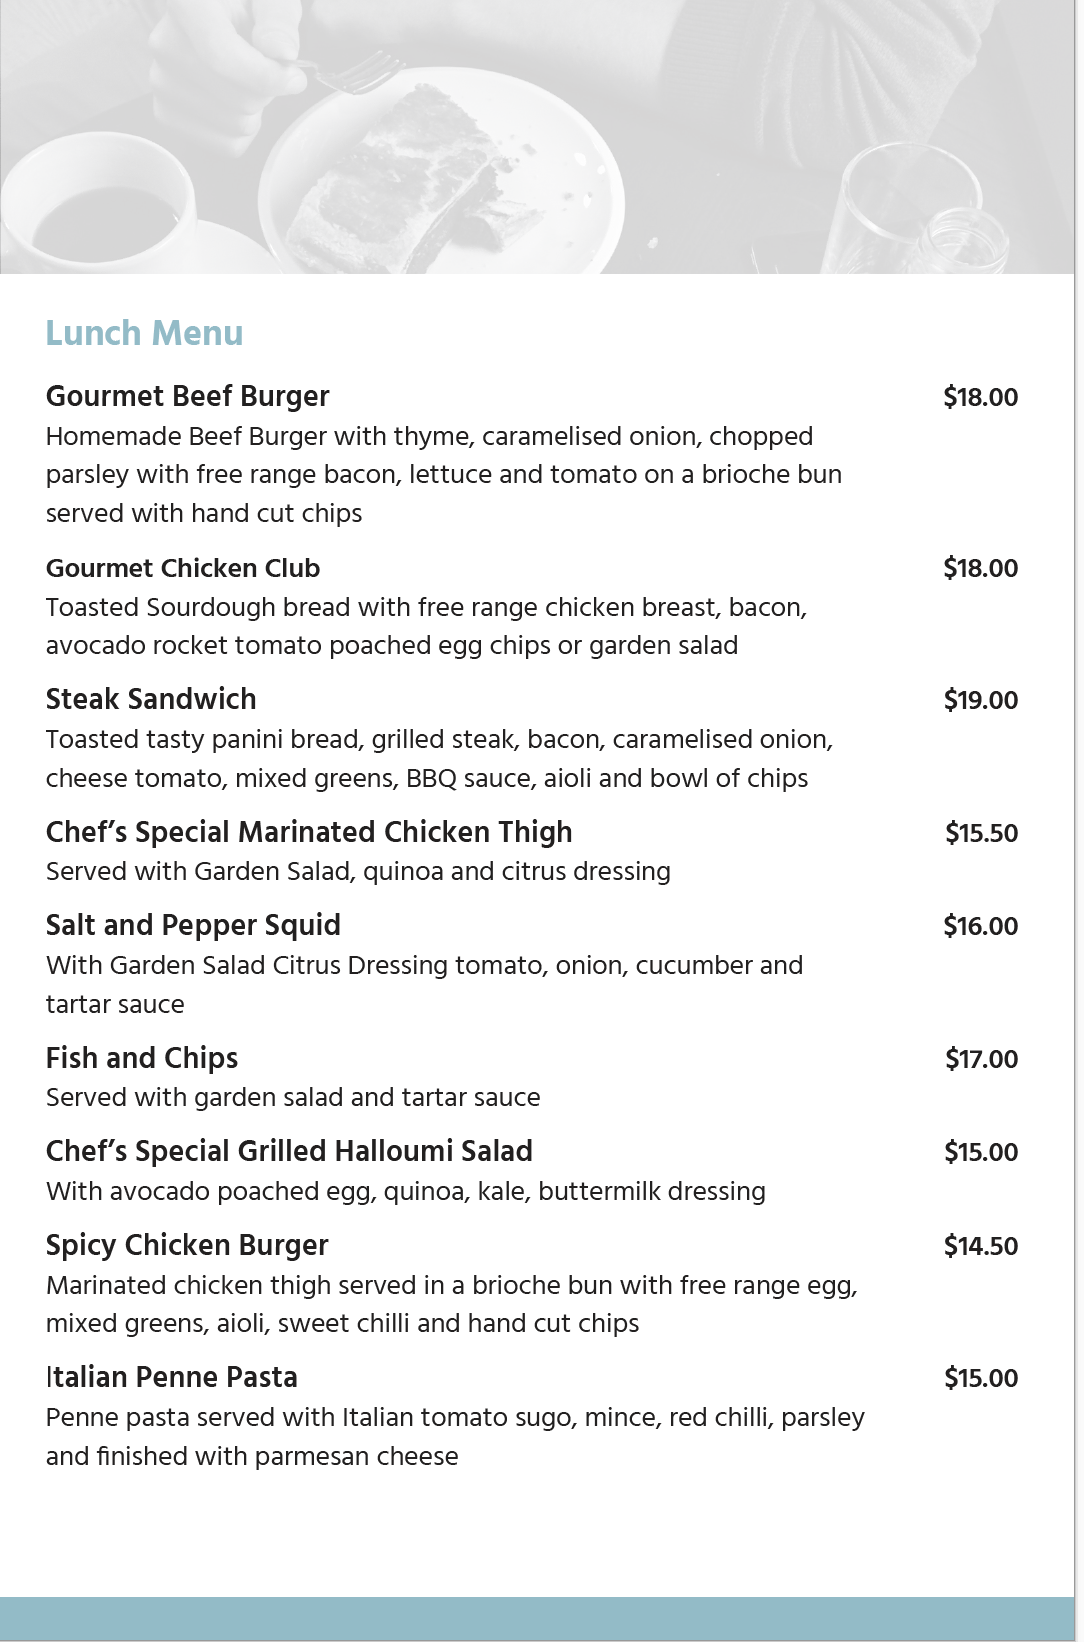 Lunch Menu
Gourmet Beef Burger $18.00
Homemade Beef Burger with thyme, caramelised onion, chopped
parsley with free range bacon, lettuce and tomato on a brioche bun
served with hand cut chips
Gourmet Chicken Club $18.00
Toasted Sourdough bread with free range chicken breast, bacon,
avocado rocket tomato poached egg chips or garden salad
Steak Sandwich $19.00
Toasted tasty panini bread, grilled steak, bacon, caramelised onion,
cheese tomato, mixed greens, BBQ sauce, aioli and bowl of chips
Chef’s Special Marinated Chicken Thigh $15.50
Served with Garden Salad, quinoa and citrus dressing
Salt and Pepper Squid $16.00
With Garden Salad Citrus Dressing tomato, onion, cucumber and
tartar sauce
Fish and Chips $17.00
Served with garden salad and tartar sauce
Chef’s Special Grilled Halloumi Salad $15.00
With avocado poached egg, quinoa, kale, buttermilk dressing
Spicy Chicken Burger $14.50
Marinated chicken thigh served in a brioche bun with free range egg,
mixed greens, aioli, sweet chilli and hand cut chips
Italian Penne Pasta $15.00
Penne pasta served with Italian tomato sugo, mince, red chilli, parsley
and finished with parmesan cheese